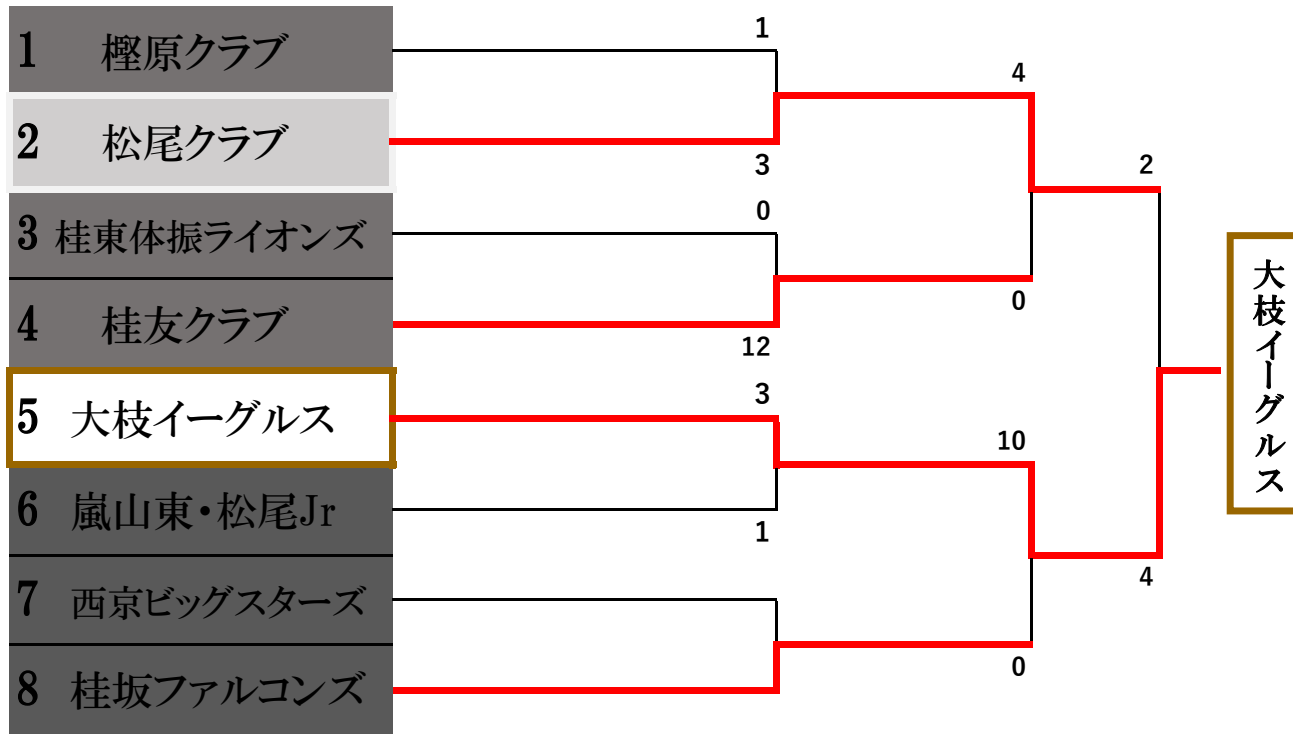 1 樫原クラブ
2 松尾クラブ
3 桂東体振ライオンズ
4 桂友クラブ
5 大枝イーグルス
6 嵐山東・松尾Jr
7 西京ビッグスターズ
8 桂坂ファルコンズ
1
3
0
12
3
1
4
0
10
0
2
4
大枝イーグルス